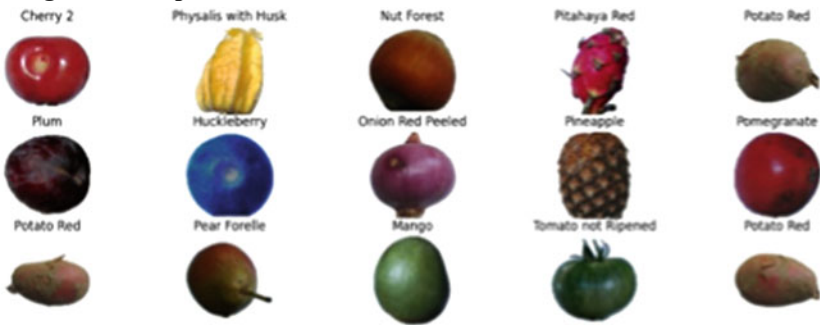 Cherry 2 Physalis with Husk Nut Forest Pitahaya Red Potato Red
Plum Huckleberry Onion Red Peeled Pineapple Pomegranate
Potato Red Pear Forelle Mango Tomato not Ripened Potato Red